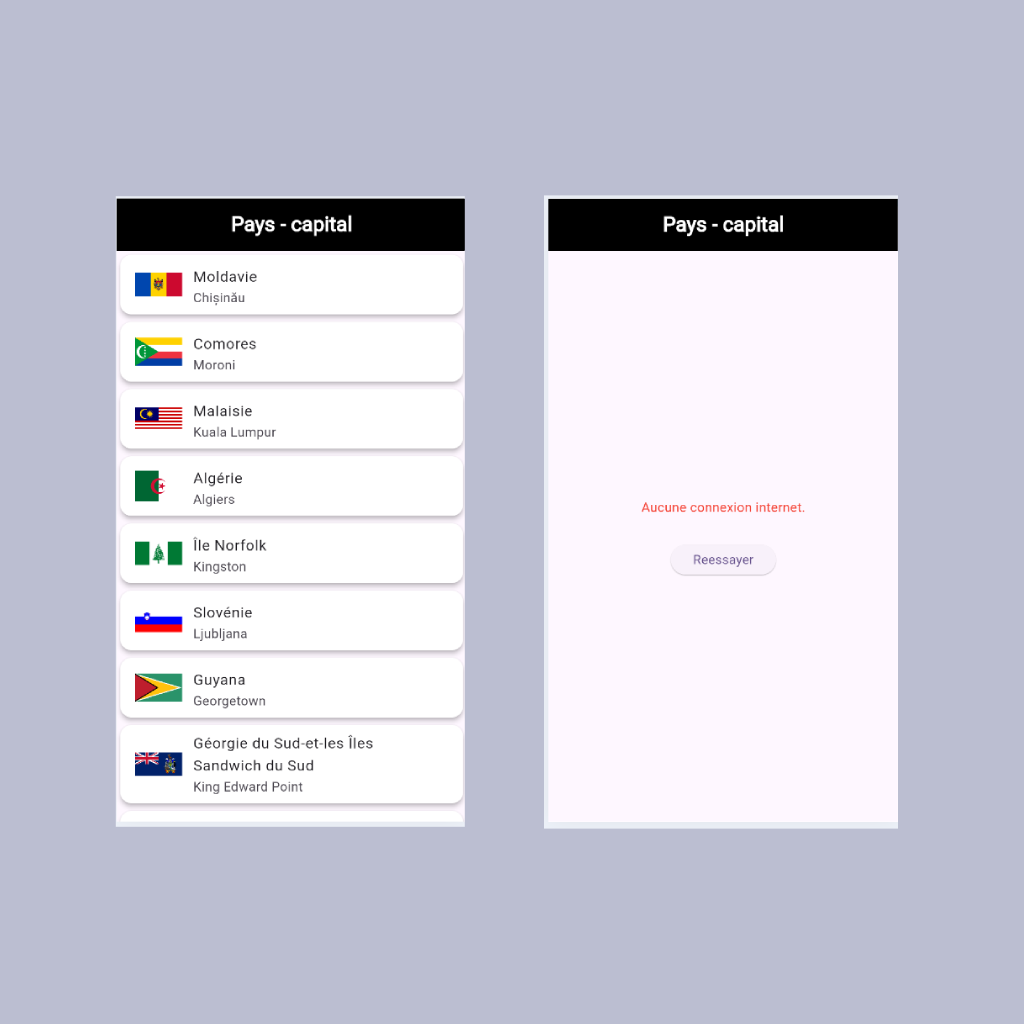 Pays - capital
Moldavie
Chișinău
Comores
Moroni
Malaisie
Kuala Lumpur
Algérie
Algiers
Île Norfolk
Kingston
Slovénie
Ljubljana
Guyana
Georgetown
Géorgie du Sud-et-les Îles
Sandwich du Sud
King Edward Point
Pays - capital
Aucune connexion internet.
Reessayer